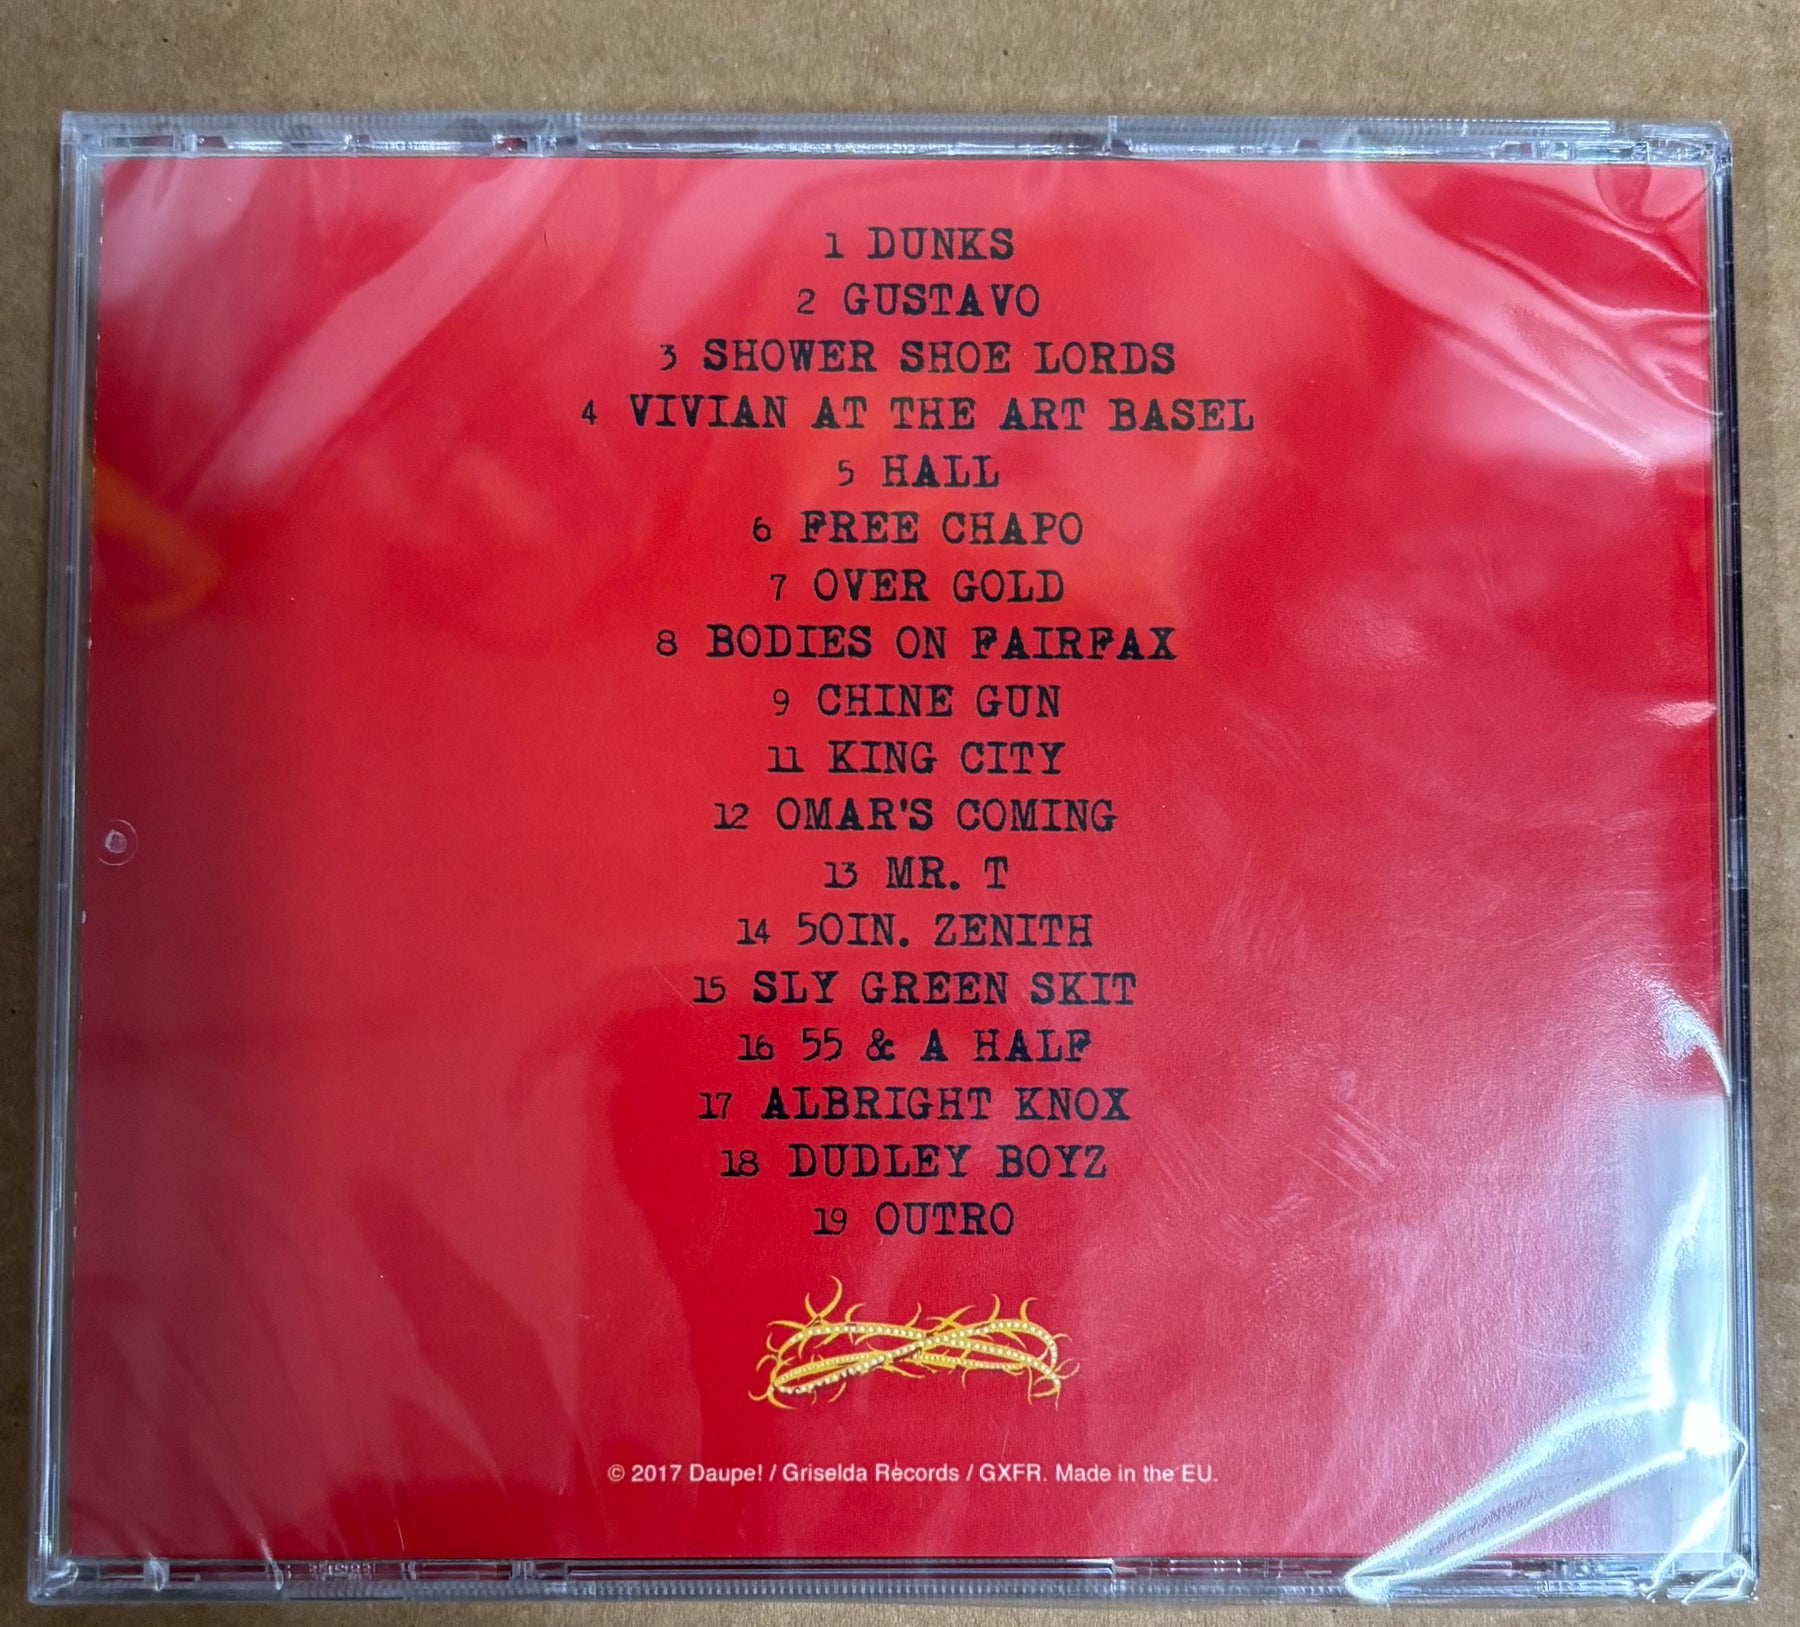 1 DUNKS
2 GUSTAVO
3 SHOWER SHOE LORDS
4 VIVIAN AT THE ART BASEL
5 HALL
6 FREE CHAPO
7 OVER GOLD
8 BODIES ON FAIRFAX
9 CHINE GUN
11 KING CITY
12 OMAR'S COMING
13 MR. T
14 50IN. ZENITH
15 SLY GREEN SKIT
16 55 & A HALF
17 ALBRIGHT KNOX
18 DUDLEY BOYZ
19 OUTRO
© 2017 Daupe! / Griselda Records / GXFR. Made in the EU.